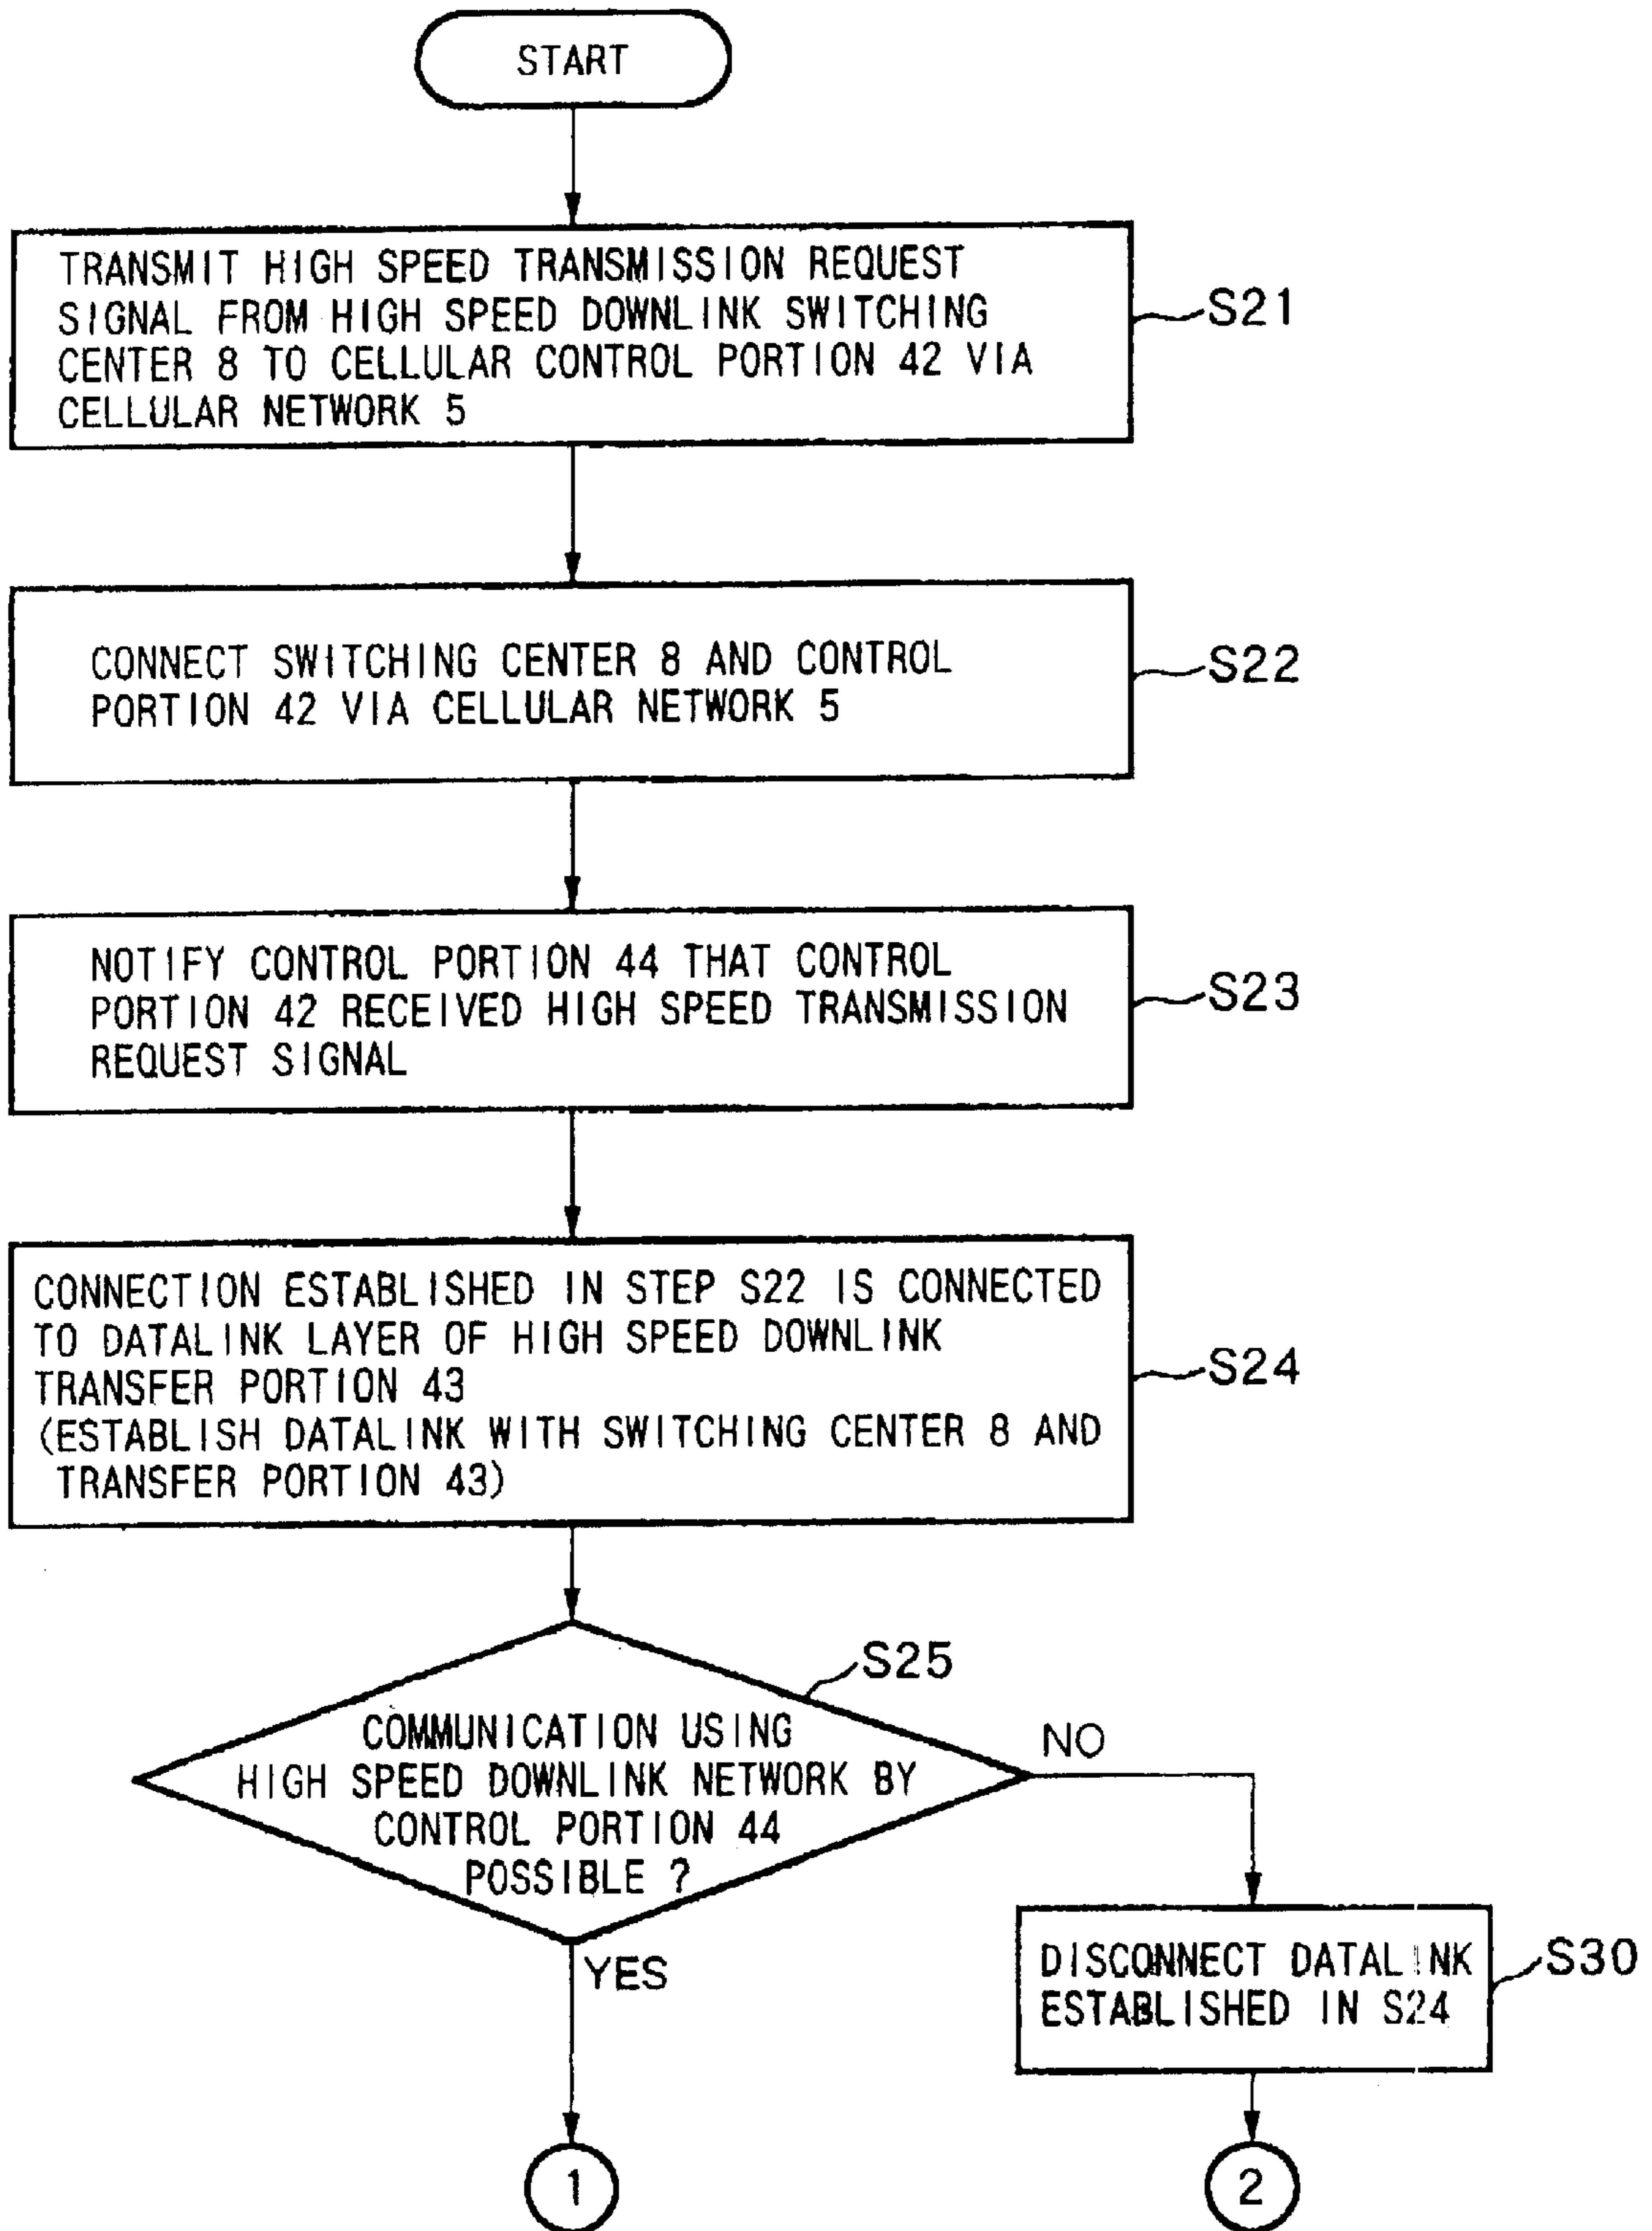 START
TRANSMIT HIGH SPEED TRANSMISSION REQUEST
SIGNAL FROM HIGH SPEED DOWNLINK SWITCHING
CENTER 8 TO CELLULAR CONTROL PORTION 42 VIA
CELLULAR NETWORK 5
S21
CONNECT SWITCHING CENTER 8 AND CONTROL
PORTION 42 VIA CELLULAR NETWORK 5
S22
NOTIFY CONTROL PORTION 44 THAT CONTROL
PORTION 42 RECEIVED HIGH SPEED TRANSMISSION
REQUEST SIGNAL
S23
CONNECTION ESTABLISHED IN STEP S22 IS CONNECTED
TO DATALINK LAYER OF HIGH SPEED DOWNLINK
TRANSFER PORTION 43
(ESTABLISH DATALINK WITH SWITCHING CENTER 8 AND
TRANSFER PORTION 43)
S24
S25
COMMUNICATION USING
HIGH SPEED DOWNLINK NETWORK BY
CONTROL PORTION 44
POSSIBLE ?
NO
YES
DISCONNECT DATALINK
ESTABLISHED IN S24
S30
1
2